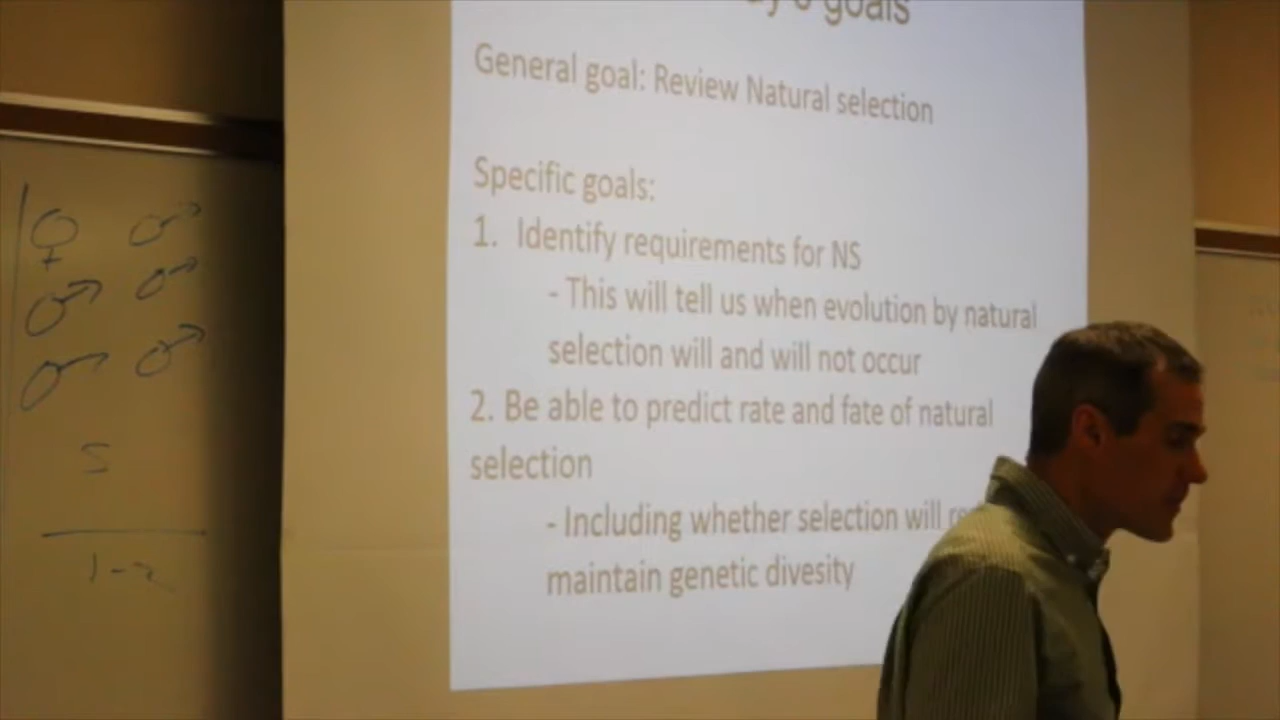 goals
General goal: Review Natural selection
Specific goals:
1. Identify requirements for NS
- This will tell us when evolution by natural
selection will and will not occur
2. Be able to predict rate and fate of natural
selection
- Including whether selection will
maintain genetic divesity